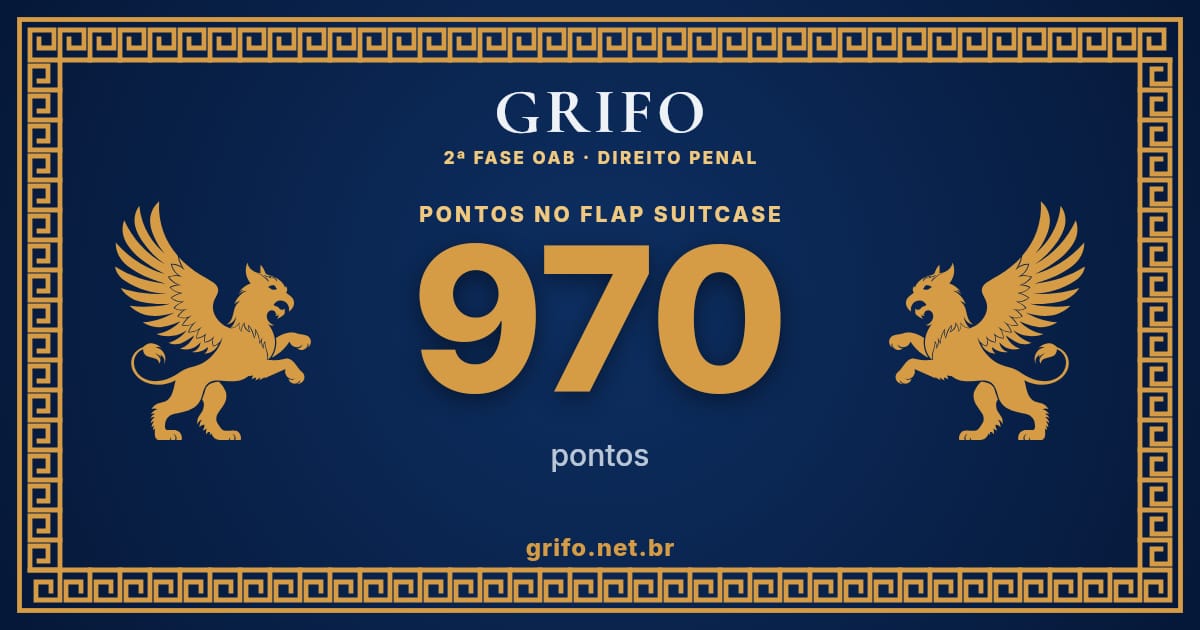 GRIFO
2ª FASE OAB · DIREITO PENAL
PONTOS NO FLAP SUITCASE
970
pontos
grifo.net.br